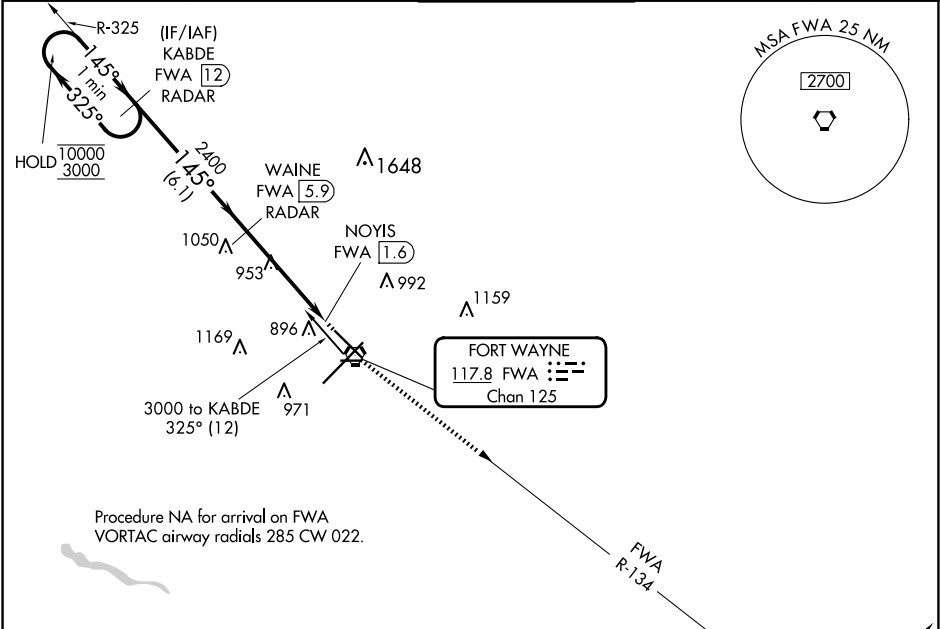 R-325
(IF/IAF)
KABDE
FWA 12
RADAR
145°
1 min
325°
HOLD
10000
3000
2400
145°
(6.1)
WAINE
FWA 5.9
RADAR
1648
MSA FWA 25 NM
2700
1050
953
NOYIS
FWA 1.6
992
1159
1169
896
971
3000 to KABDE
325° (12)
FORT WAYNE
117.8 FWA
Chan 125
Procedure NA for arrival on FWA
VORTAC airway radials 285 CW 022.
FWA
R-134